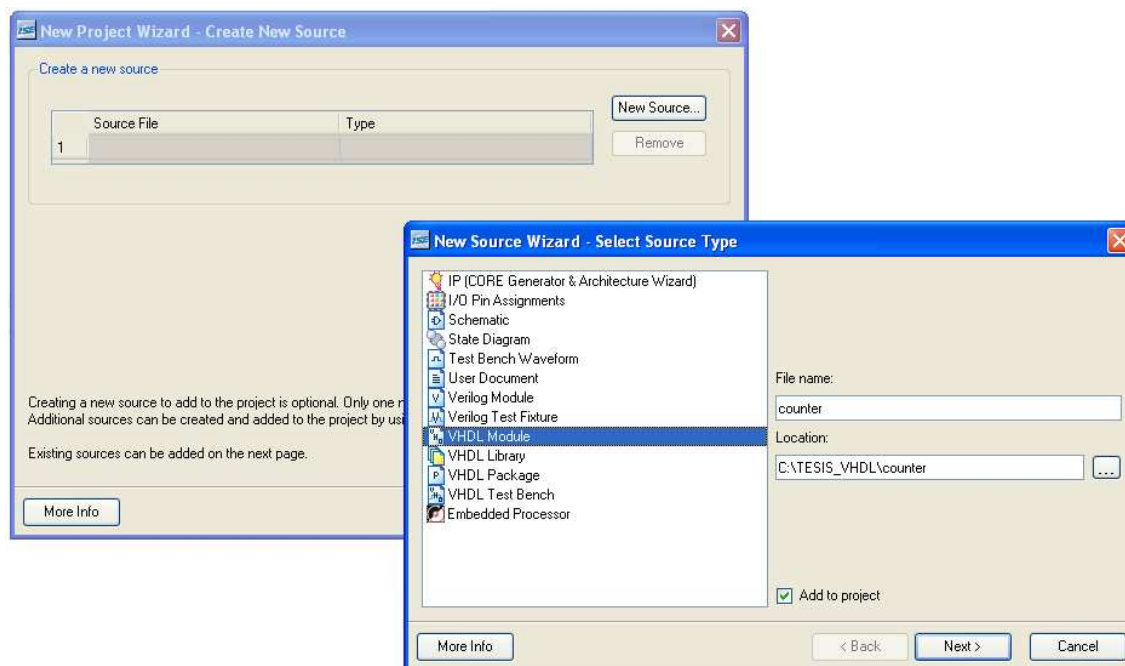 ISE New Project Wizard - Create New Source
Create a new source
Source File Type
1
New Source...
Remove
Creating a new source to add to the project is optional. Only one
Additional sources can be created and added to the project by
Existing sources can be added on the next page.
More Info
ISE New Source Wizard - Select Source Type
IP (CORE Generator & Architecture Wizard)
I/O Pin Assignments
Schematic
State Diagram
Test Bench Waveform
User Document
Verilog Module
Verilog Test Fixture
VHDL Module
VHDL Library
VHDL Package
VHDL Test Bench
Embedded Processor
File name:
counter
Location:
C:\TESIS_VHDL\counter
...
Add to project
More Info
< Back
Next >
Cancel